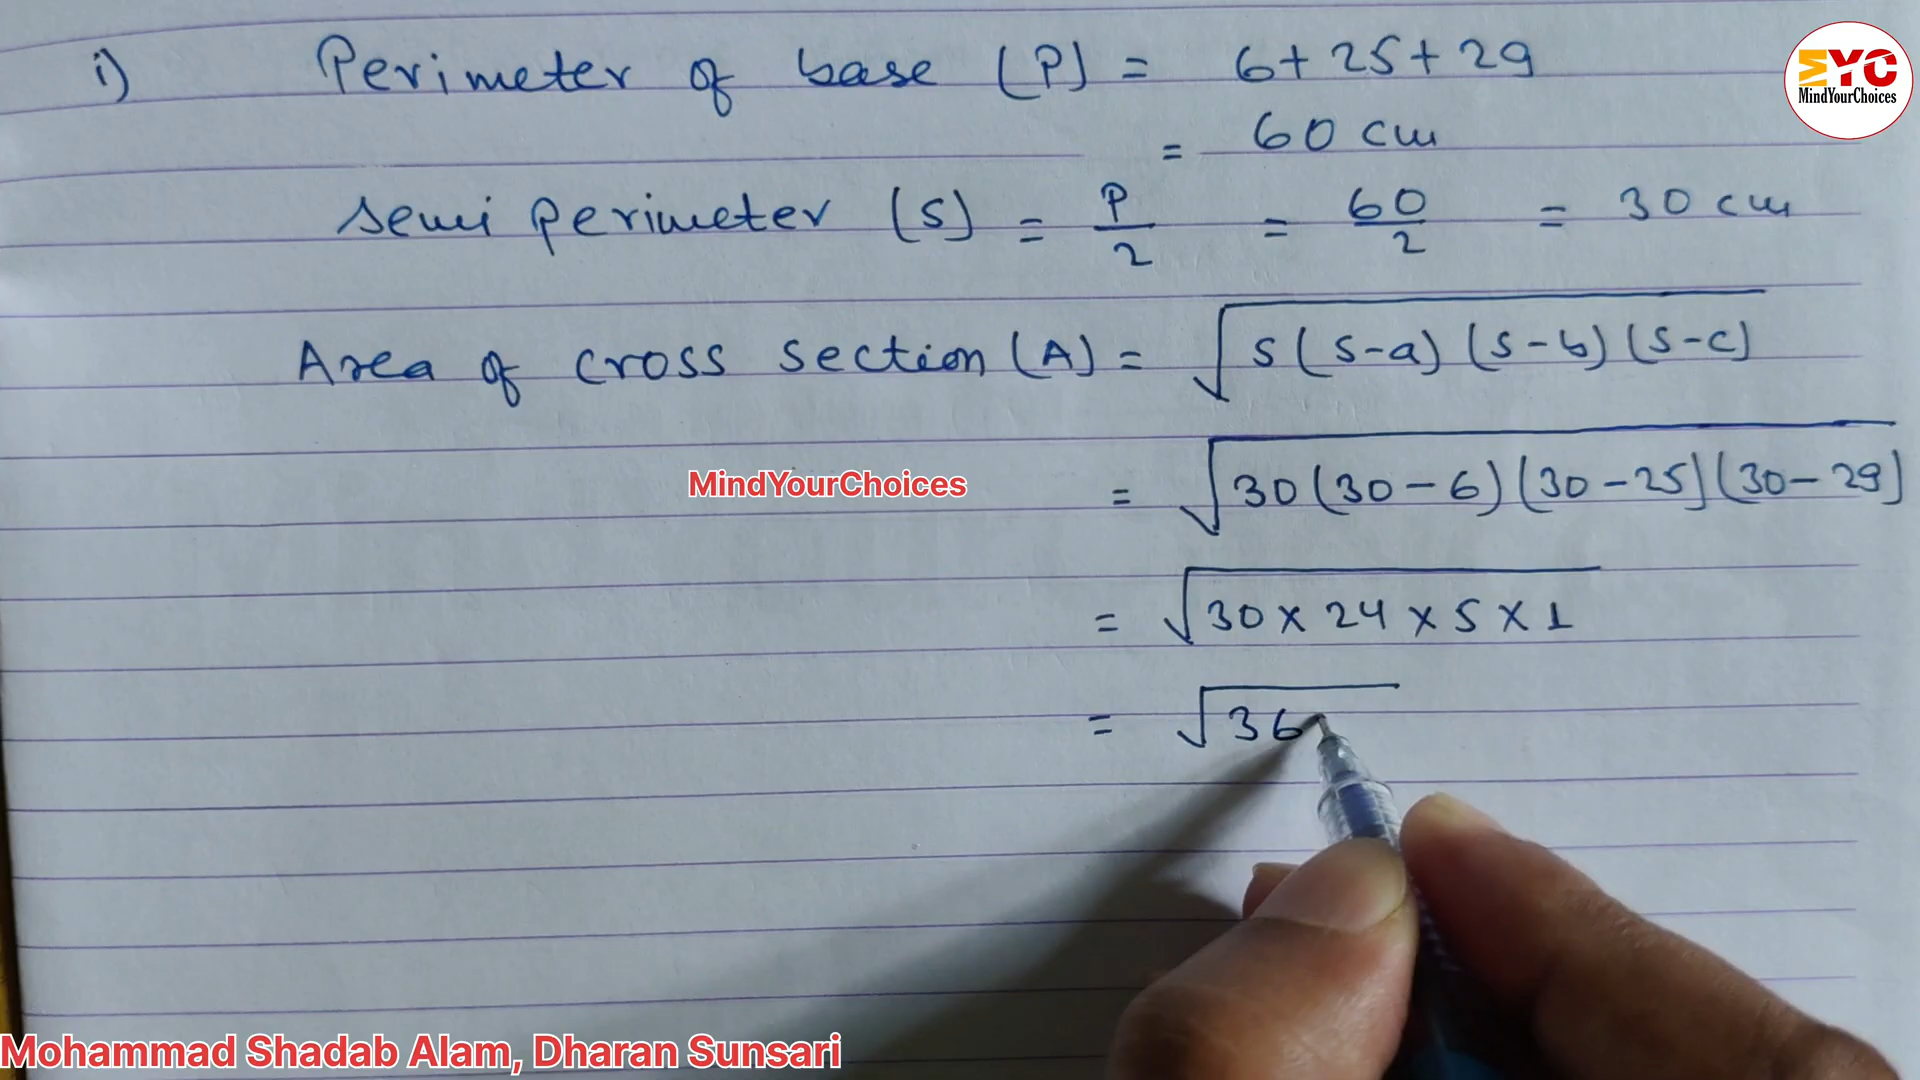 MYC
MindYourChoices
i) Perimeter of base (P) = 6+25+29
= 60 cm
Semi perimeter (S) = P/2 = 60/2 = 30 cm
Area of cross section (A) = √S(S-a)(S-b)(S-c)
MindYourChoices
= √30(30-6)(30-25)(30-29)
= √30×24×5×1
= √36
Mohammad Shadab Alam, Dharan Sunsari